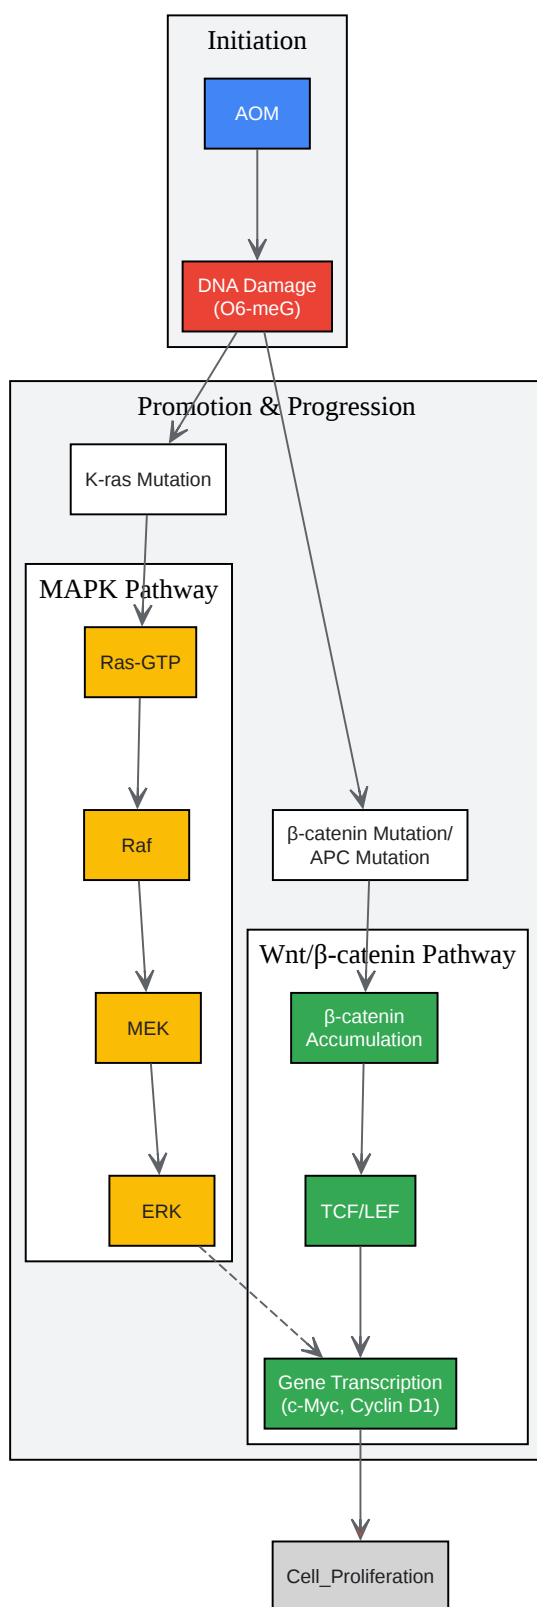 Initiation
AOM
DNA Damage
(O6-meG)
Promotion & Progression
K-ras Mutation
MAPK Pathway
Ras-GTP
Raf
MEK
ERK
β-catenin Mutation/
APC Mutation
Wnt/β-catenin Pathway
β-catenin
Accumulation
TCF/LEF
Gene Transcription
(c-Myc, Cyclin D1)
Cell_Proliferation